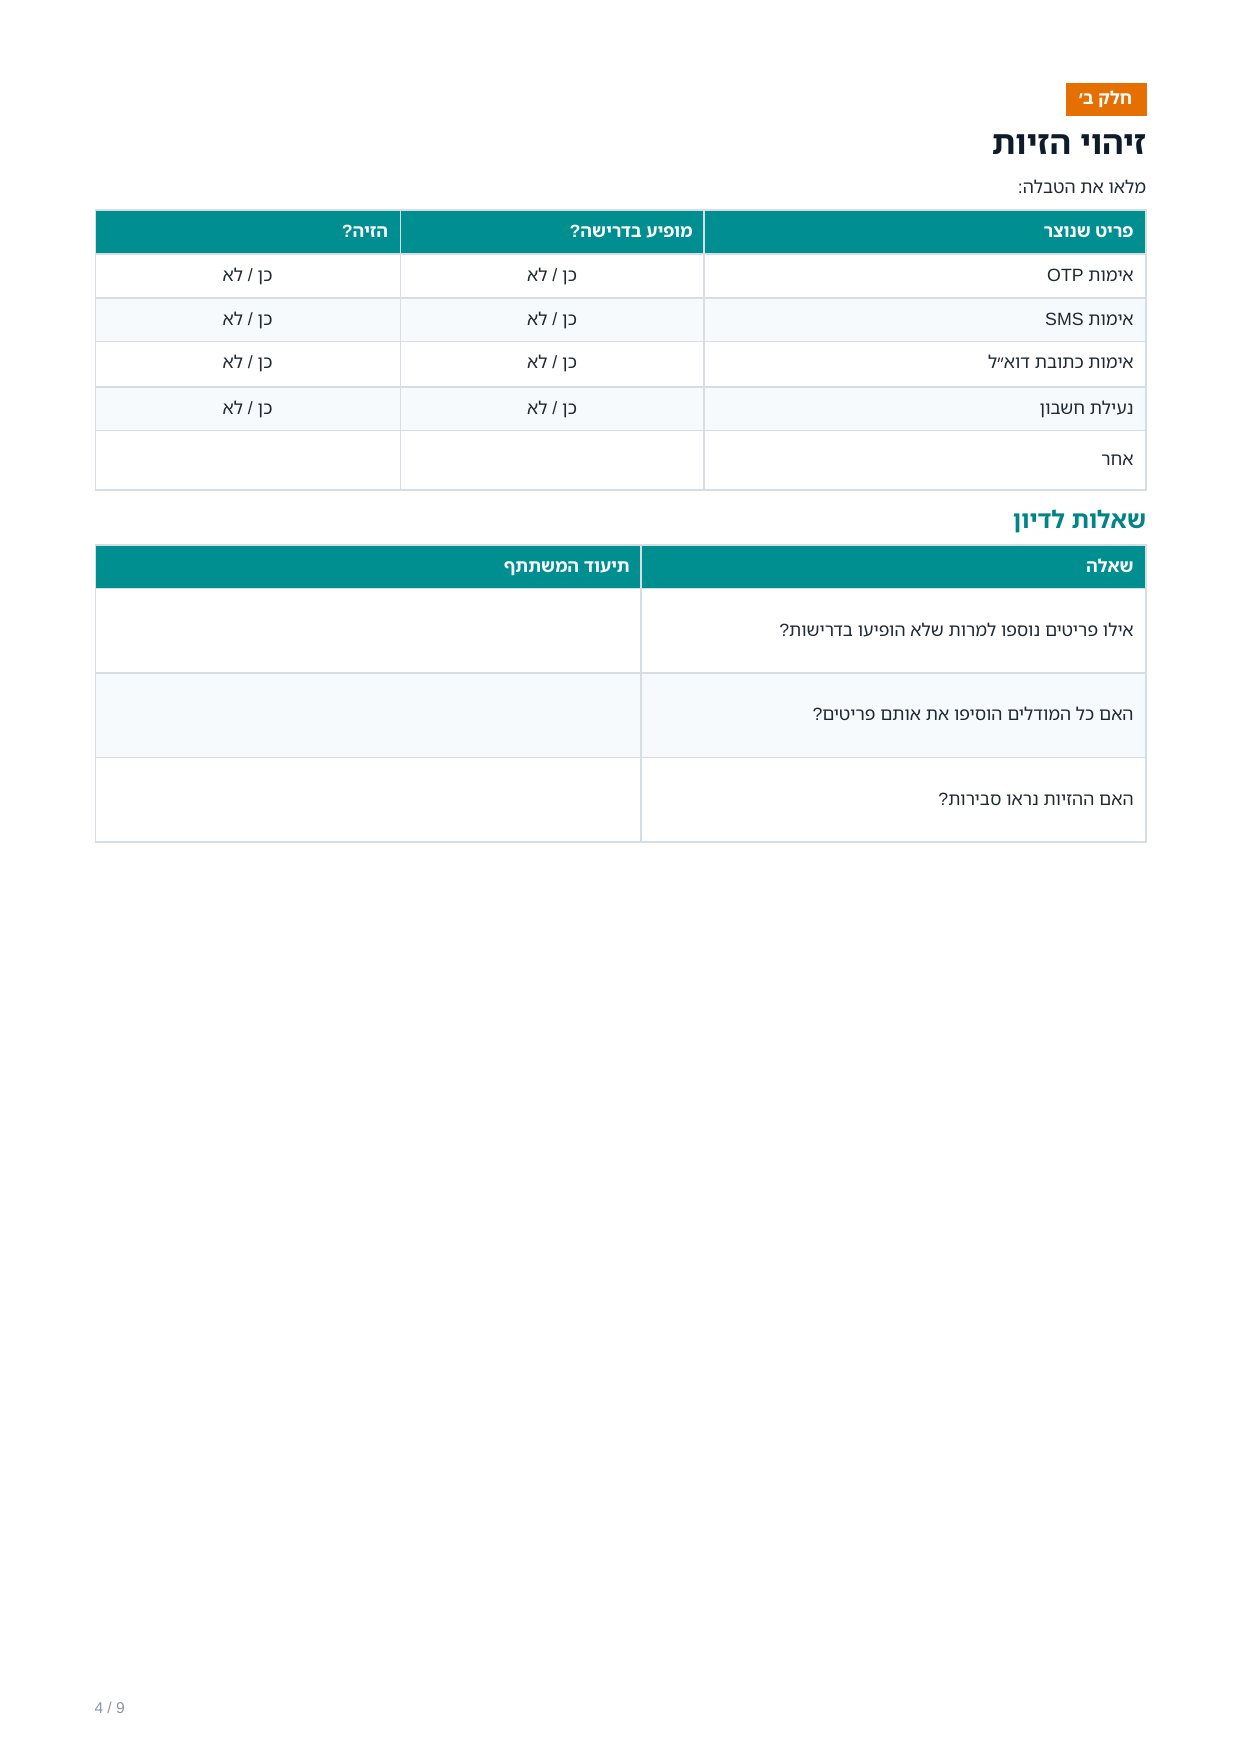 חלק ב׳
זיהוי הזיות
מלאו את הטבלה:
פריט שנוצר מופיע בדרישה? הזיה?
אימות OTP כן / לא כן / לא
אימות SMS כן / לא כן / לא
אימות כתובת דוא״ל כן / לא כן / לא
נעילת חשבון כן / לא כן / לא
אחר
שאלות לדיון
שאלה תיעוד המשתתף
אילו פריטים נוספו למרות שלא הופיעו בדרישות?
האם כל המודלים הוסיפו את אותם פריטים?
האם ההזיות נראו סבירות?
4 / 9